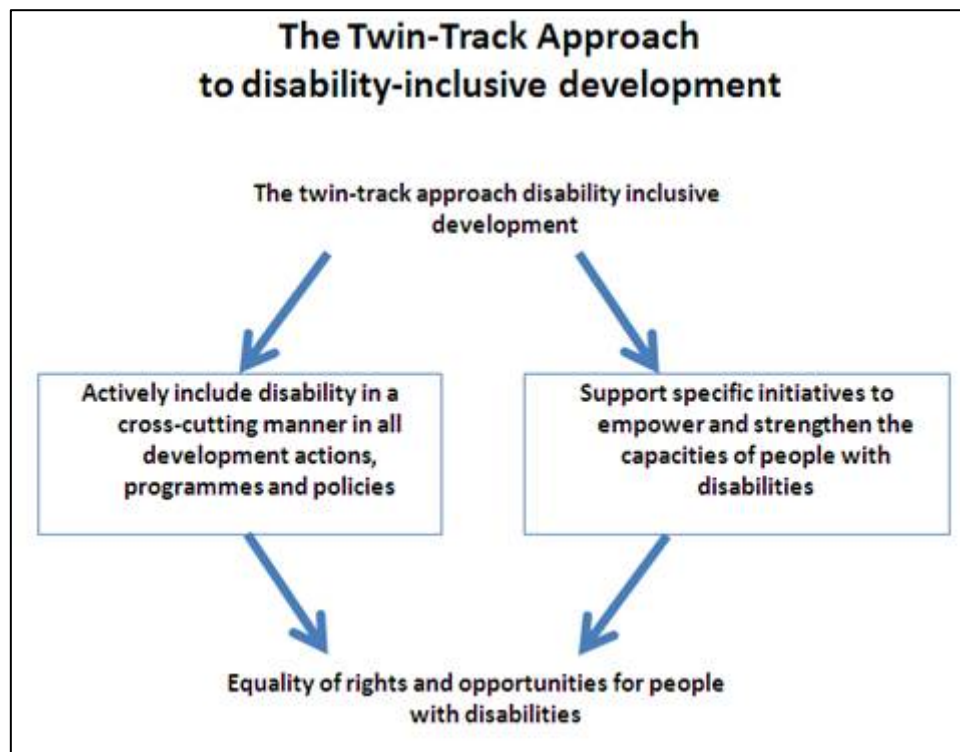 The Twin-Track Approach
to disability-inclusive development
The twin-track approach disability inclusive
development
Actively include disability in a
cross-cutting manner in all
development actions,
programmes and policies
Support specific initiatives to
empower and strengthen the
capacities of people with
disabilities
Equality of rights and opportunities for people
with disabilities